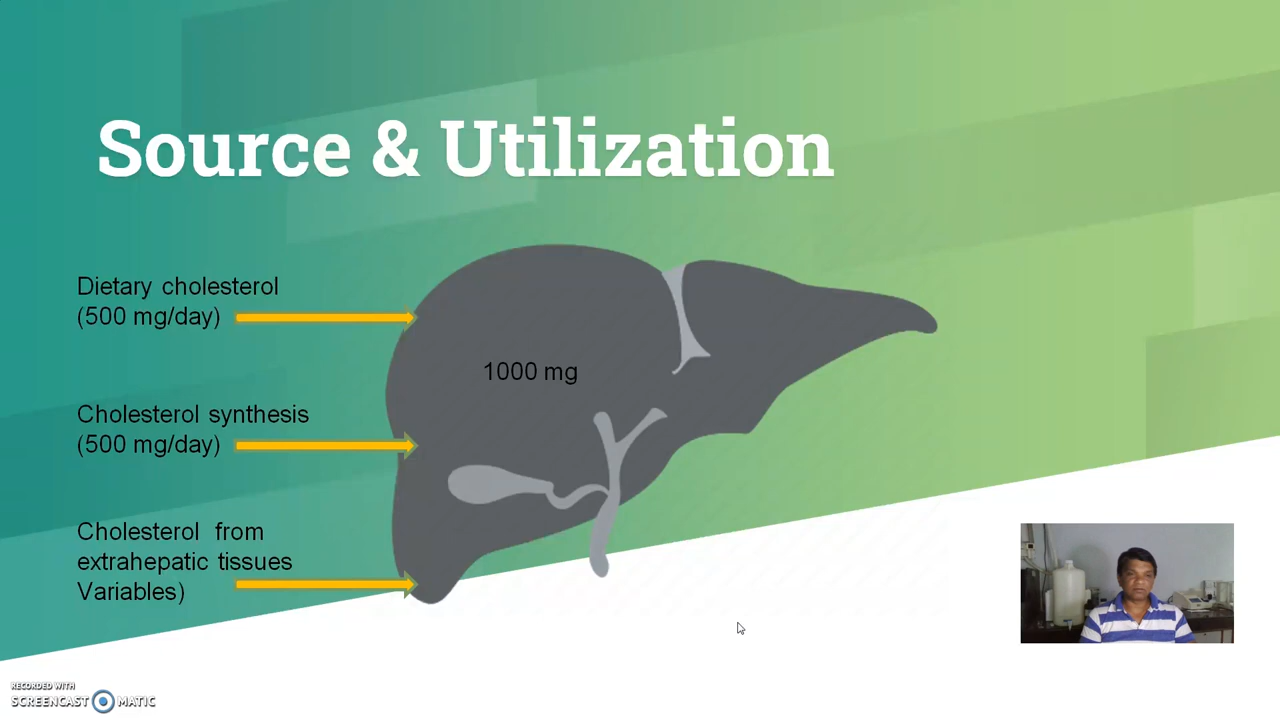 Source & Utilization
Dietary cholesterol
(500 mg/day)
1000 mg
Cholesterol synthesis
(500 mg/day)
Cholesterol from
extrahepatic tissues
Variables)
RECORDED WITH
SCREENCAST MATIC